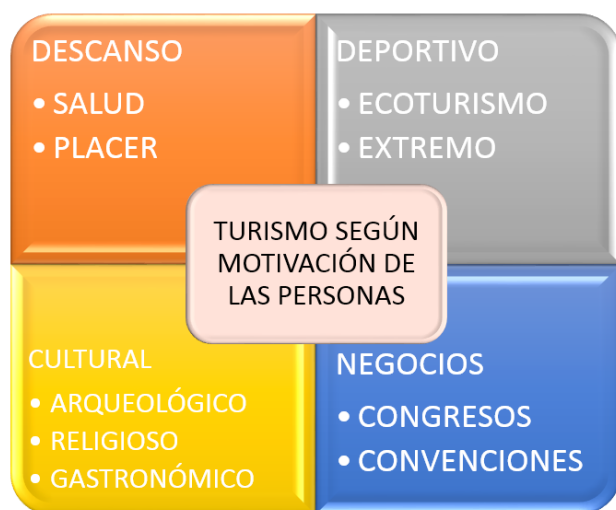 DESCANSO
• SALUD
• PLACER
DEPORTIVO
• ECOTURISMO
• EXTREMO
TURISMO SEGÚN
MOTIVACIÓN DE
LAS PERSONAS
CULTURAL
• ARQUEOLÓGICO
• RELIGIOSO
• GASTRONÓMICO
NEGOCIOS
• CONGRESOS
• CONVENCIONES